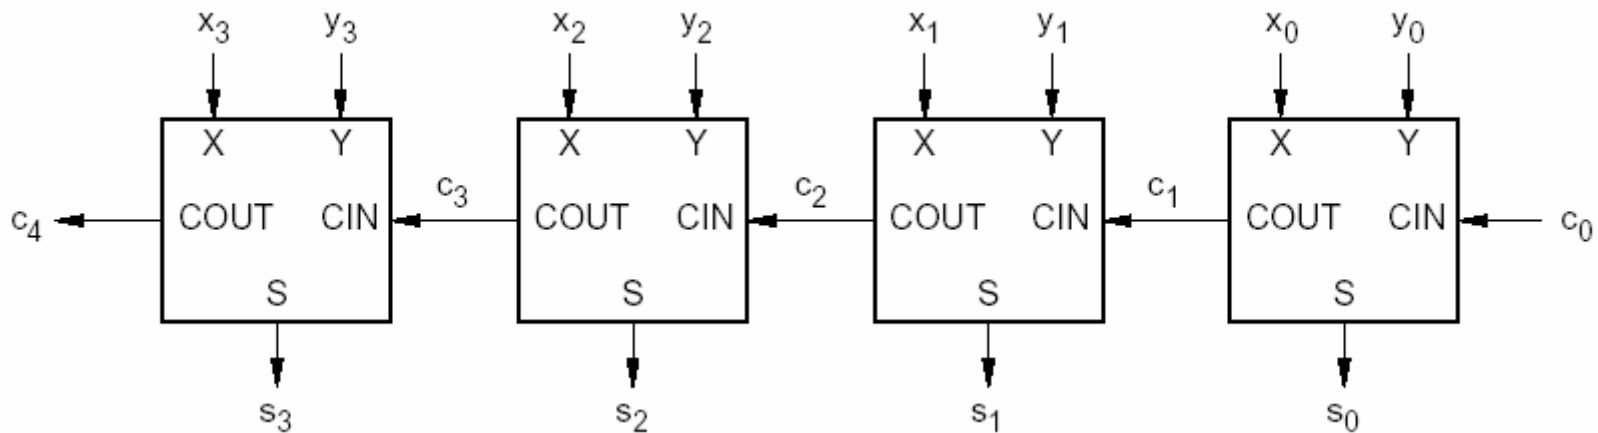 x3 y3 x2 y2 x1 y1 x0 y0
X Y X Y X Y X Y
c3 c2 c1
c4 COUT CIN COUT CIN COUT CIN COUT CIN c0
S S S S
s3 s2 s1 s0